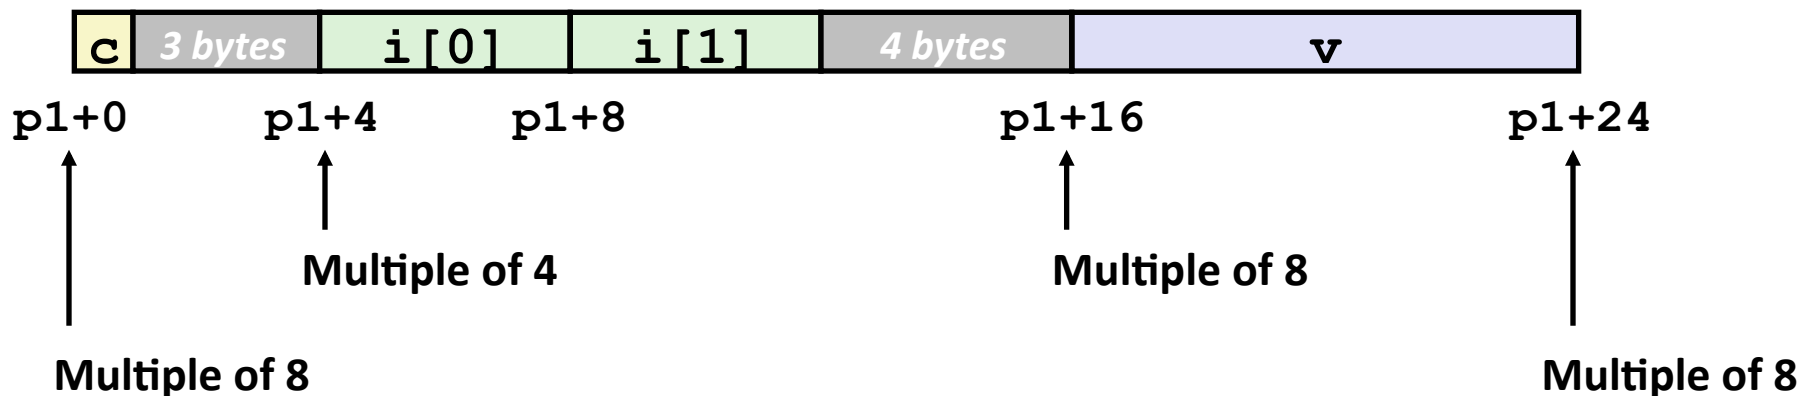 c 3 bytes i[0] i[1] 4 bytes v
p1+0 p1+4 p1+8 p1+16 p1+24
Multiple of 4 Multiple of 8
Multiple of 8 Multiple of 8